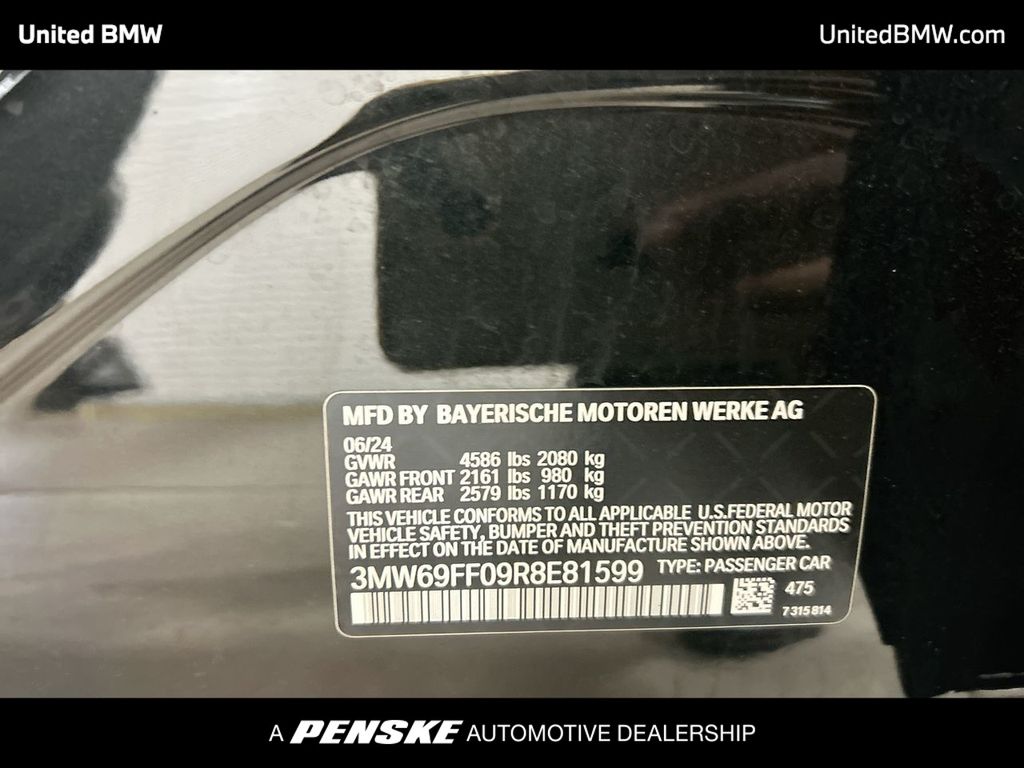 United BMW
UnitedBMW.com
MFD BY BAYERISCHE MOTOREN WERKE AG
06/24
GVWR 4586 lbs 2080 kg
GAWR FRONT 2161 lbs 980 kg
GAWR REAR 2579 lbs 1170 kg
THIS VEHICLE CONFORMS TO ALL APPLICABLE U.S.FEDERAL MOTOR
VEHICLE SAFETY, BUMPER AND THEFT PREVENTION STANDARDS
IN EFFECT ON THE DATE OF MANUFACTURE SHOWN ABOVE.
3MW69FF09R8E81599 TYPE: PASSENGER CAR
475
7315814
A PENSKE AUTOMOTIVE DEALERSHIP